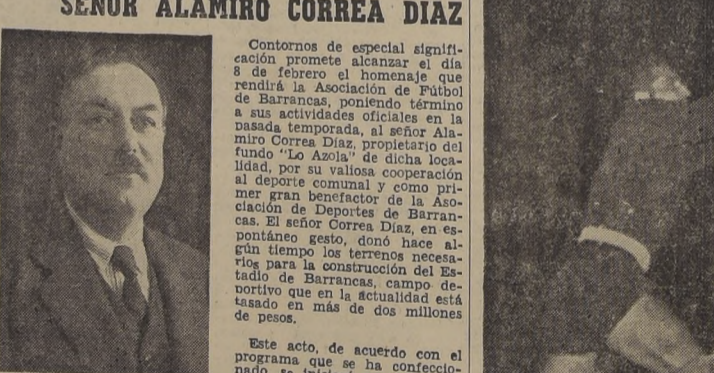 SEÑOR ALAMIRO CORREA DIAZ
Contornos de especial signifi-
cación promete alcanzar el día
8 de febrero el homenaje que
rendirá la Asociación de Fútbol
de Barrancas, poniendo término
a sus actividades oficiales en la
pasada temporada, al señor Ala-
miro Correa Díaz, propietario del
fundo "Lo Azola" de dicha loca-
lidad, por su valiosa cooperación
al deporte comunal y como pri-
mer gran benefactor de la Aso-
ciación de Deportes de Barran-
cas. El señor Correa Díaz, en es-
pontáneo gesto, donó hace al-
gún tiempo los terrenos necesa-
rios para la construcción del Es-
tadio de Barrancas, campo de-
portivo que en la actualidad está
tasado en más de dos millones
de pesos.
Este acto, de acuerdo con el
programa que se ha confeccio-
nado, se